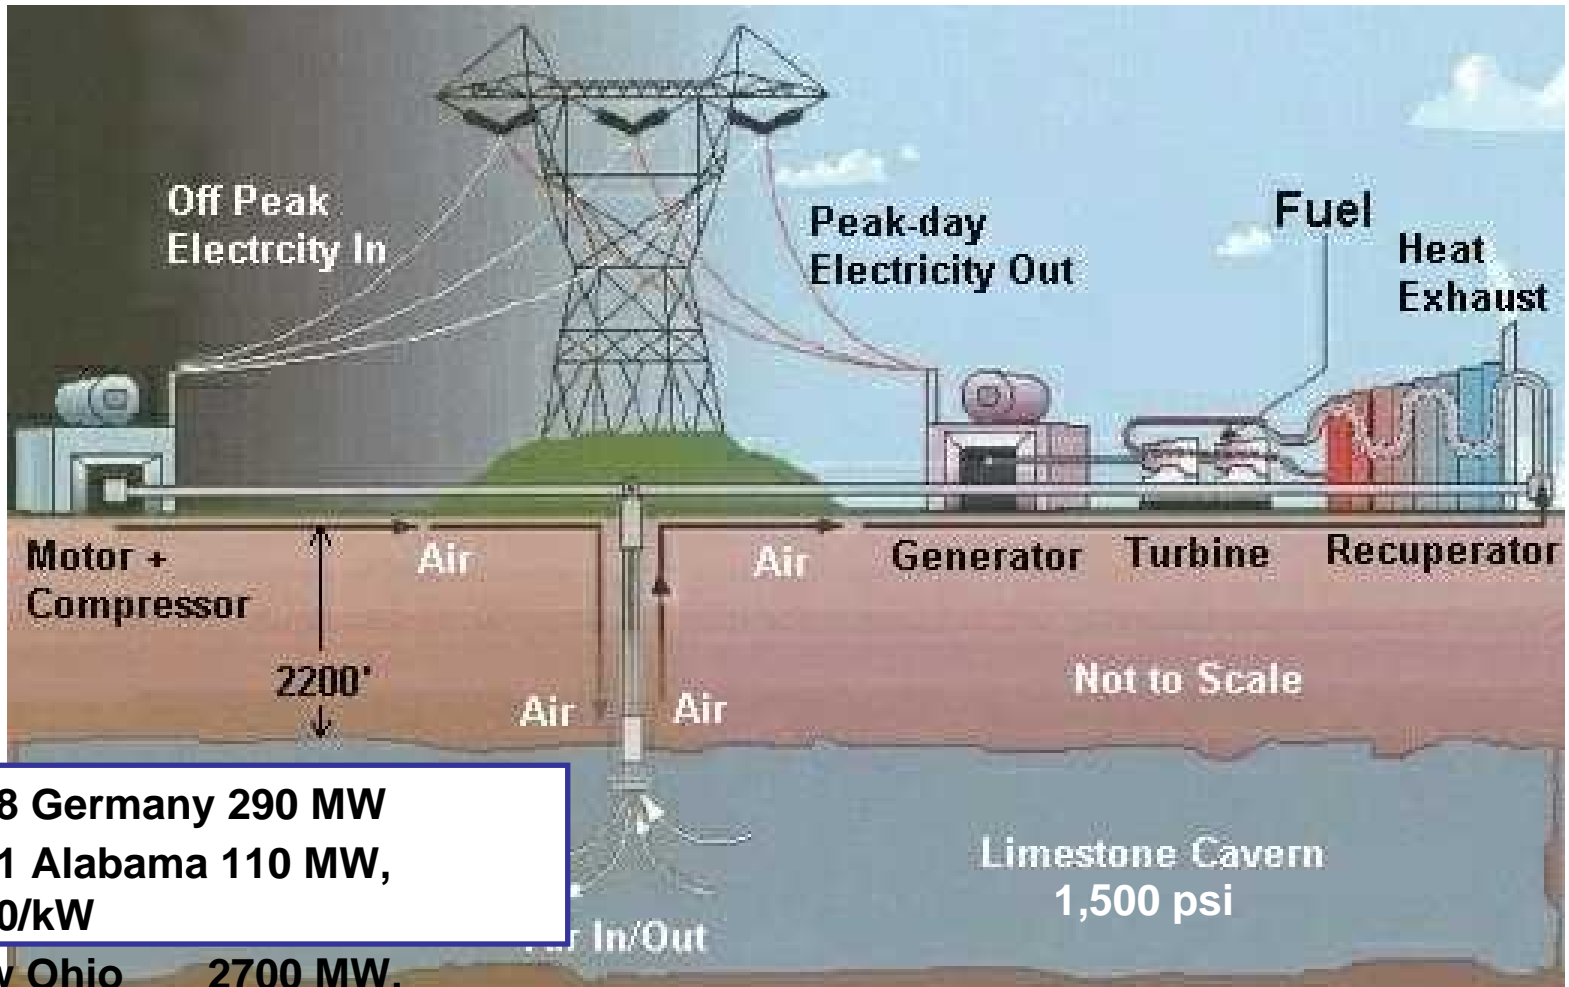 Off Peak
Electrcity In
Peak-day
Electricity Out
Fuel
Heat
Exhaust
Motor +
Compressor
Air
Air
Generator
Turbine
Recuperator
2200'
Not to Scale
Air
Air
8 Germany 290 MW
1 Alabama 110 MW,
0/kW
Limestone Cavern
1,500 psi
In/Out
Ohio 2700 MW,